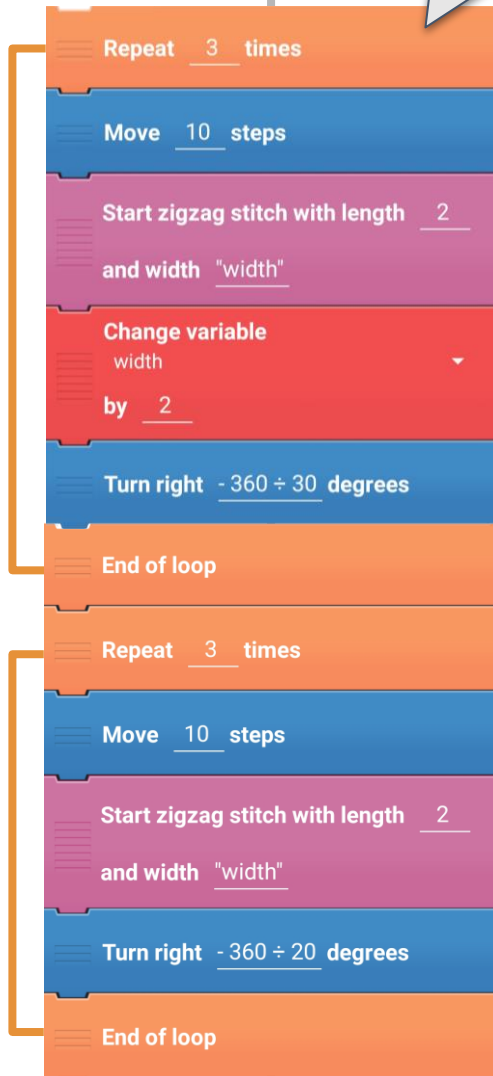 Repeat 3 times
Move 10 steps
Start zigzag stitch with length 2
and width "width"
Change variable
width
by 2
Turn right - 360 ÷ 30 degrees
End of loop
Repeat 3 times
Move 10 steps
Start zigzag stitch with length 2
and width "width"
Turn right - 360 ÷ 20 degrees
End of loop